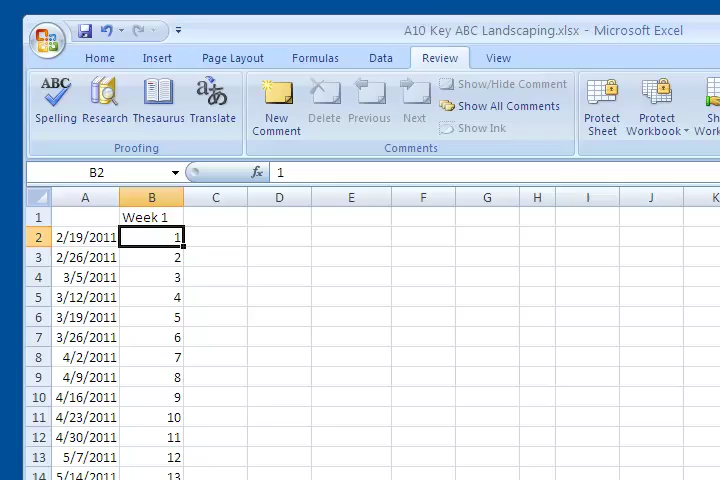 A10 Key ABC Landscaping.xlsx - Microsoft Excel
Home Insert Page Layout Formulas Data Review View
ABC Show/Hide Comment
Show All Comments
Show Ink
Spelling Research Thesaurus Translate New Comment Delete Previous Next Protect Sheet Protect Workbook
Proofing Comments
B2 fx 1
A B C D E F G H I J K
1 Week 1
2 2/19/2011 1
3 2/26/2011 2
4 3/5/2011 3
5 3/12/2011 4
6 3/19/2011 5
7 3/26/2011 6
8 4/2/2011 7
9 4/9/2011 8
10 4/16/2011 9
11 4/23/2011 10
12 4/30/2011 11
13 5/7/2011 12
14 5/14/2011 13